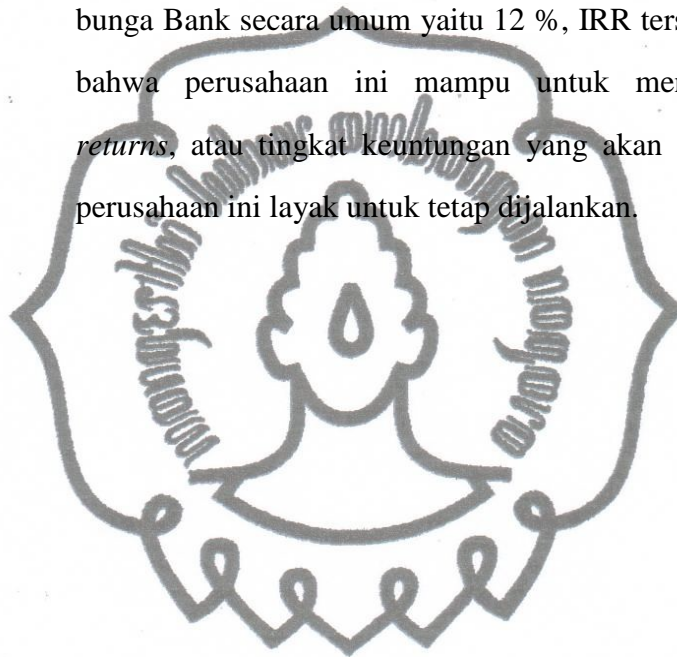 bunga Bank secara umum yaitu 12 %, IRR ters
bahwa perusahaan ini mampu untuk mer
returns, atau tingkat keuntungan yang akan
perusahaan ini layak untuk tetap dijalankan.